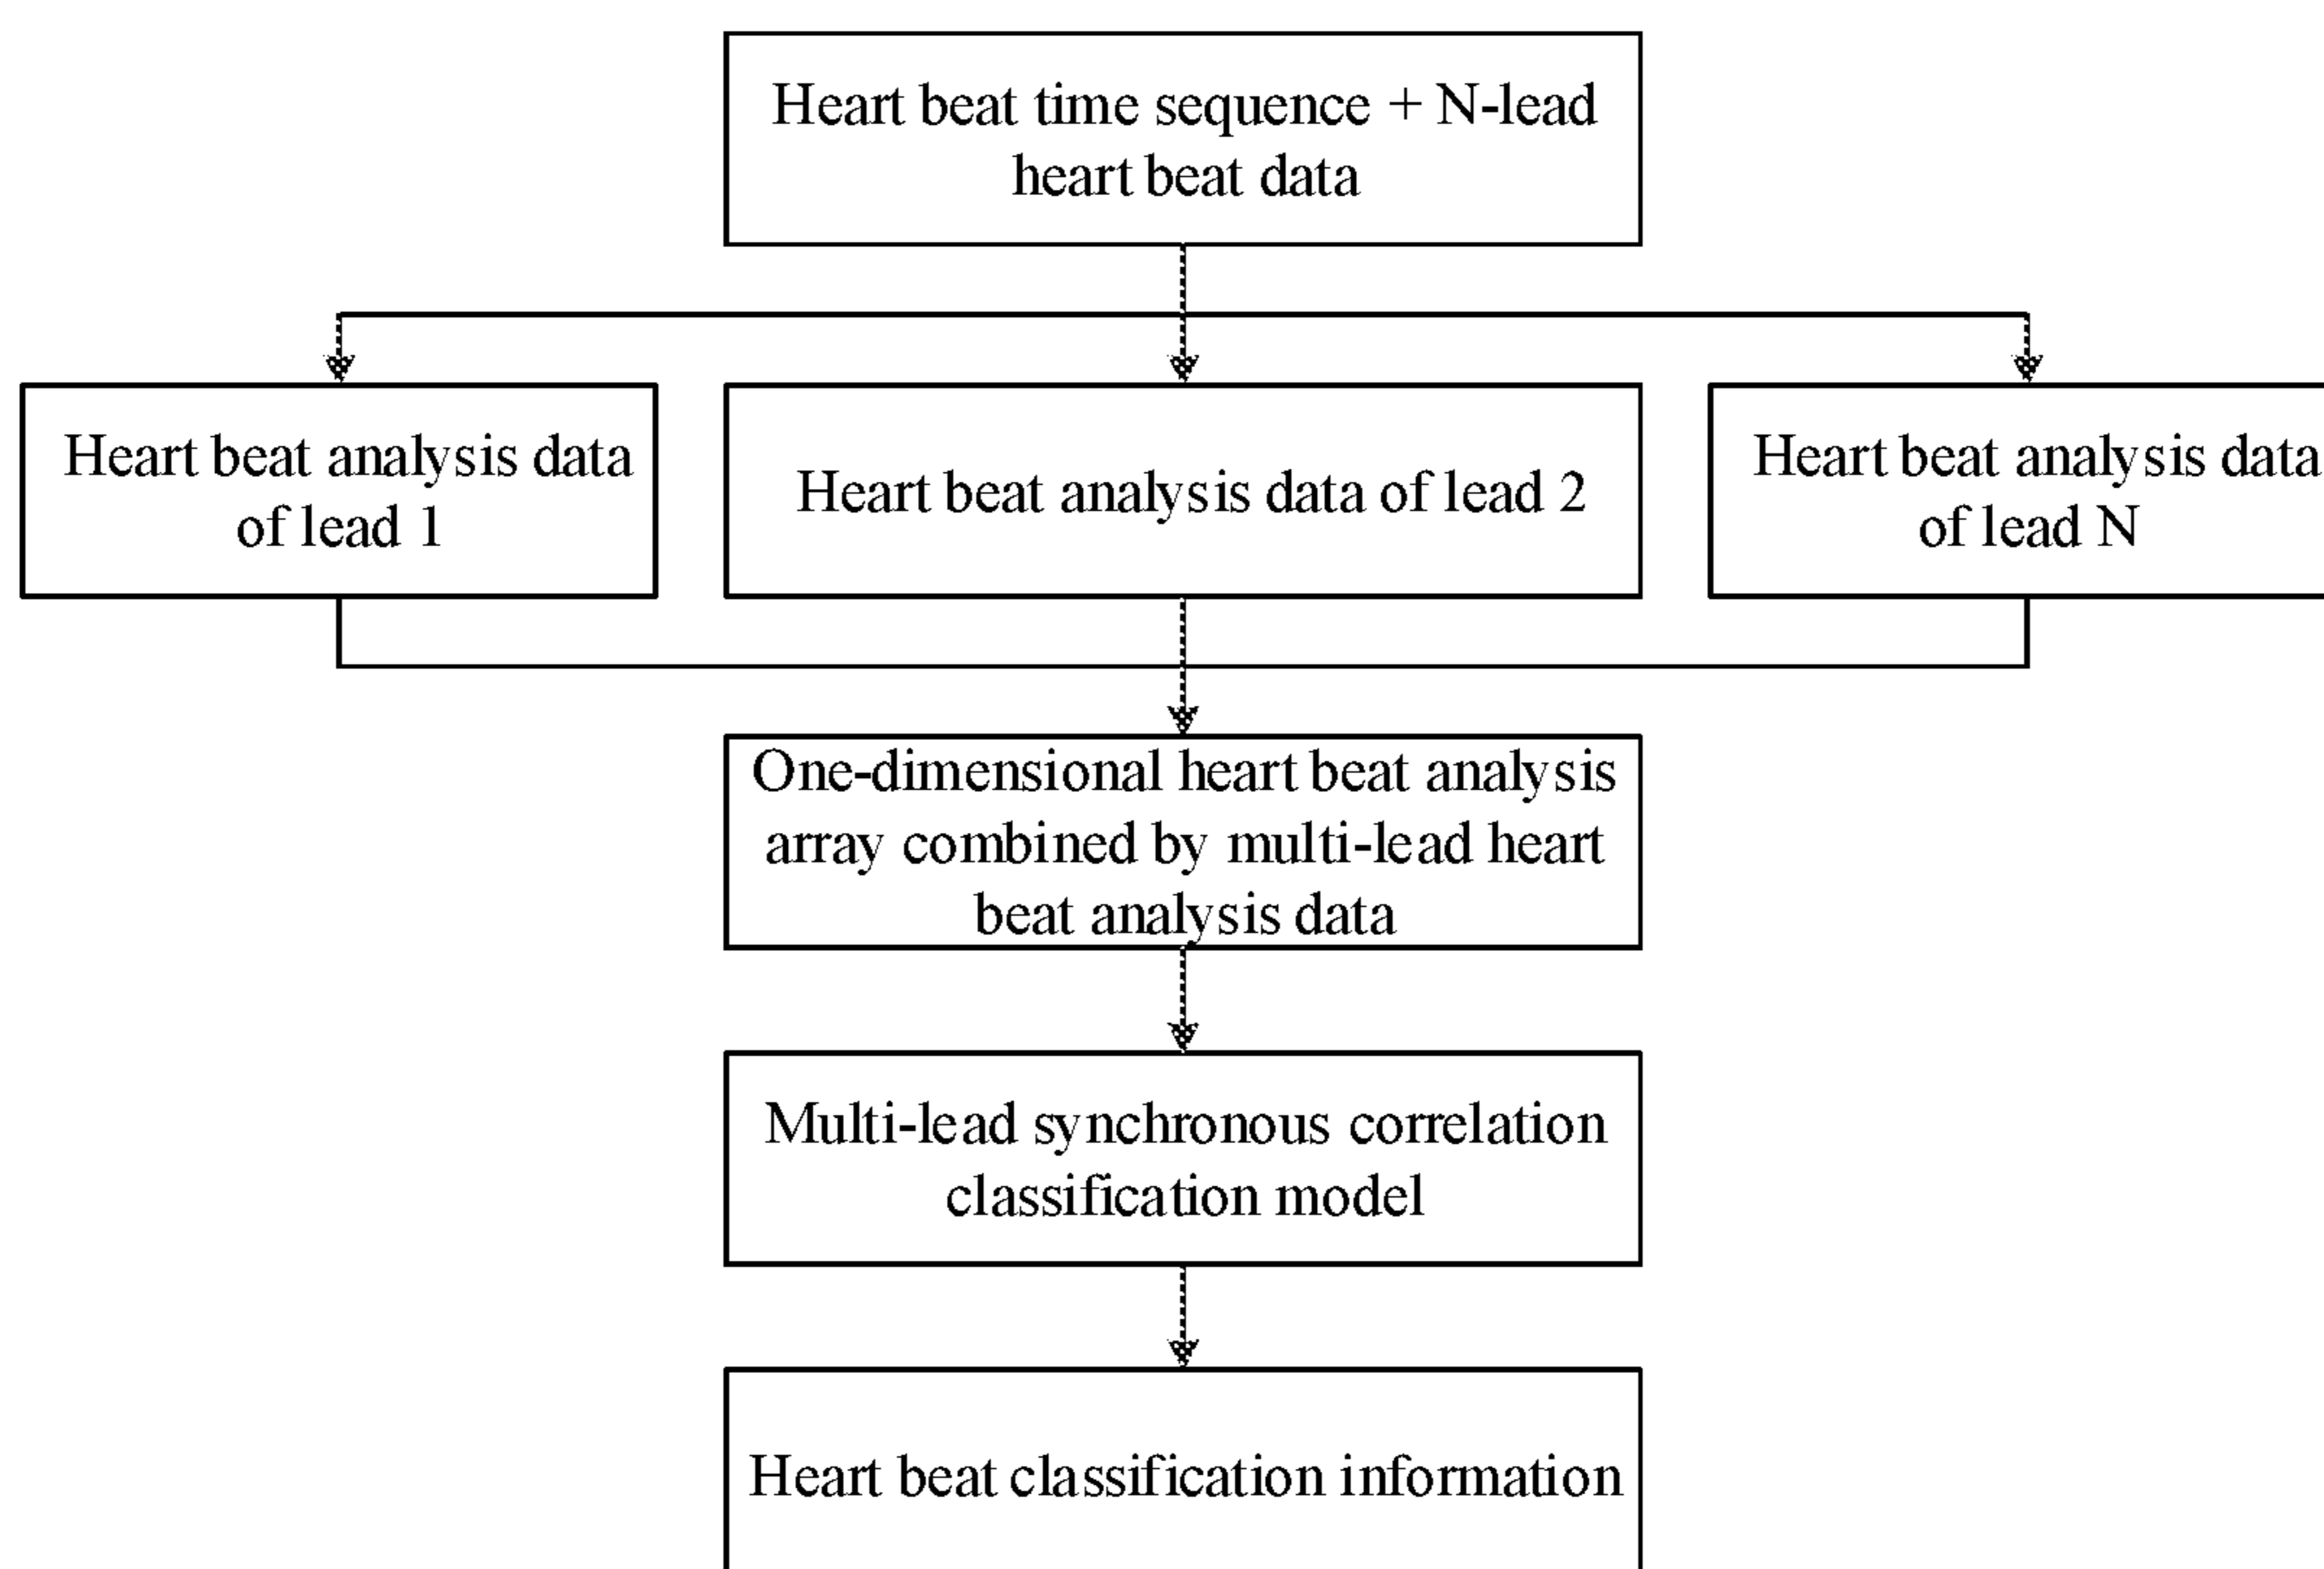 Heart beat time sequence + N-lead
heart beat data
Heart beat analysis data
of lead 1
Heart beat analysis data of lead 2
Heart beat analysis data
of lead N
One-dimensional heart beat analysis
array combined by multi-lead heart
beat analysis data
Multi-lead synchronous correlation
classification model
Heart beat classification information